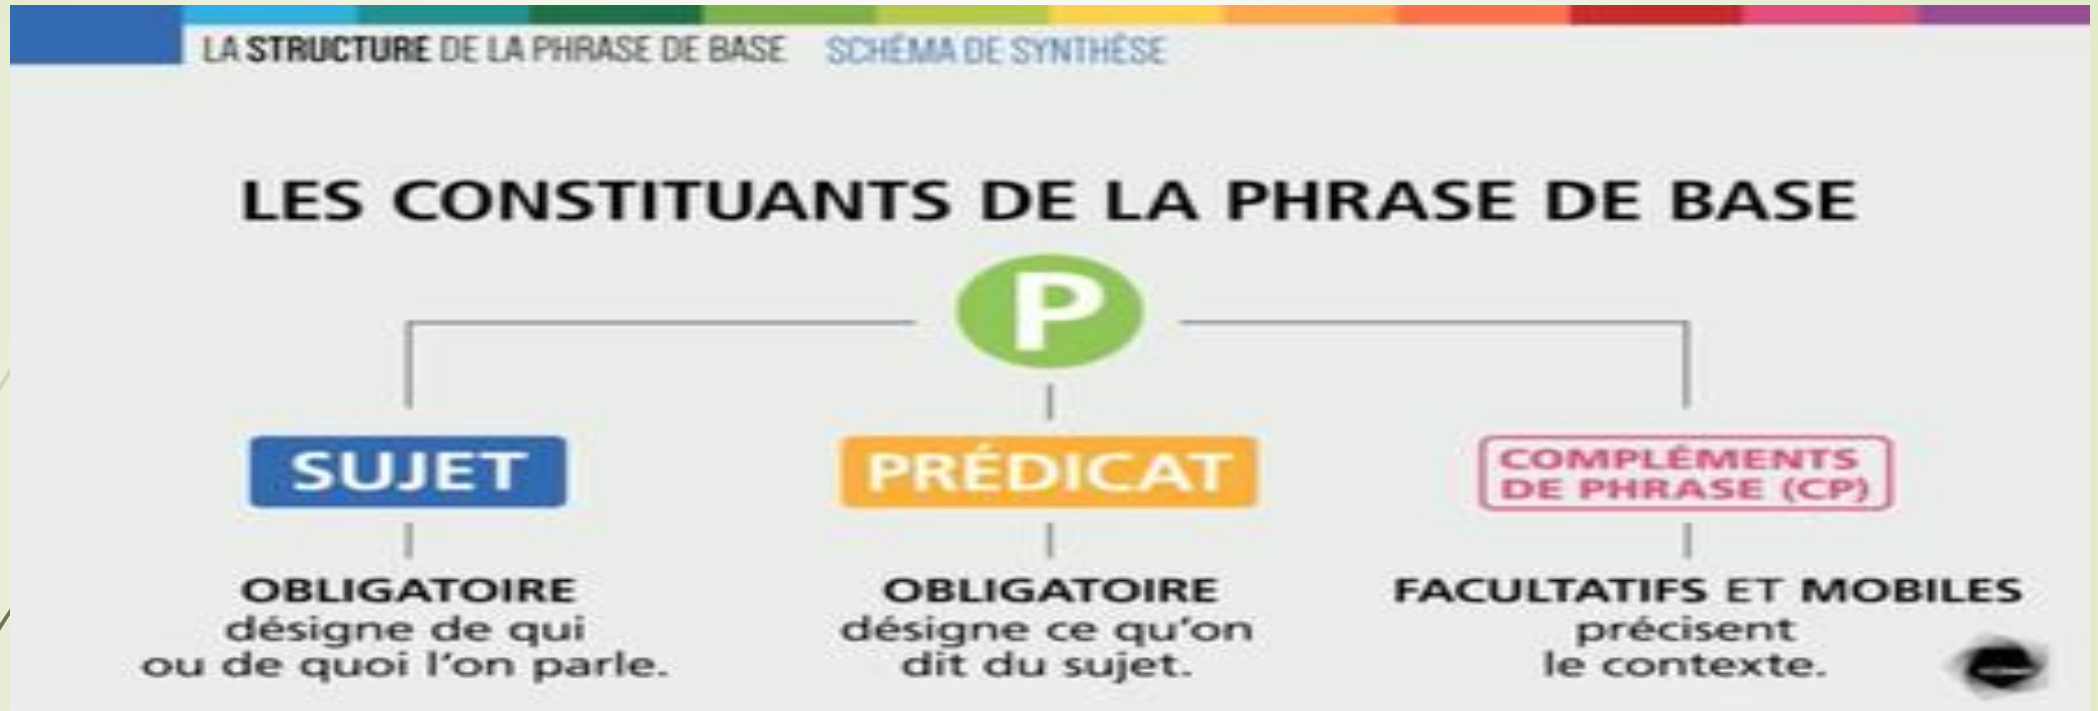 LA STRUCTURE DE LA PHRASE DE BASE SCHÉMA DE SYNTHÈSE
LES CONSTITUANTS DE LA PHRASE DE BASE
P
SUJET
OBLIGATOIRE
désigne de qui
ou de quoi l'on parle.
PRÉDICAT
OBLIGATOIRE
désigne ce qu'on
dit du sujet.
COMPLÉMENTS
DE PHRASE (CP)
FACULTATIFS ET MOBILES
précisent
le contexte.